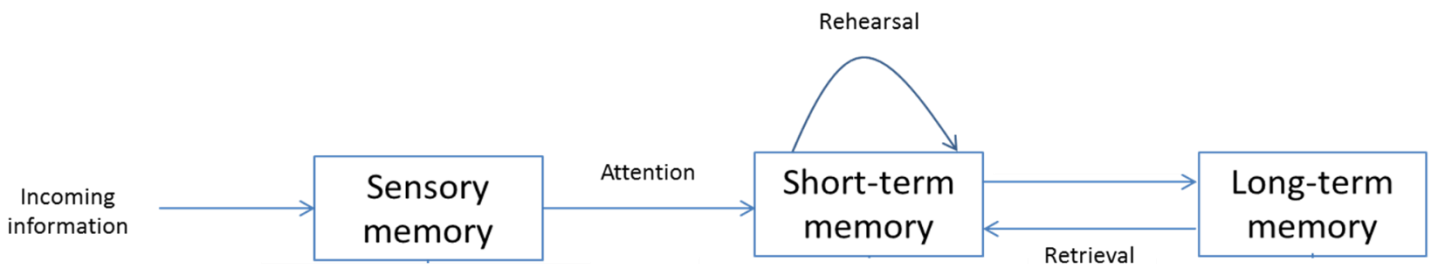 Rehearsal
Incoming
information
Sensory
memory
Attention
Short-term
memory
Retrieval
Long-term
memory